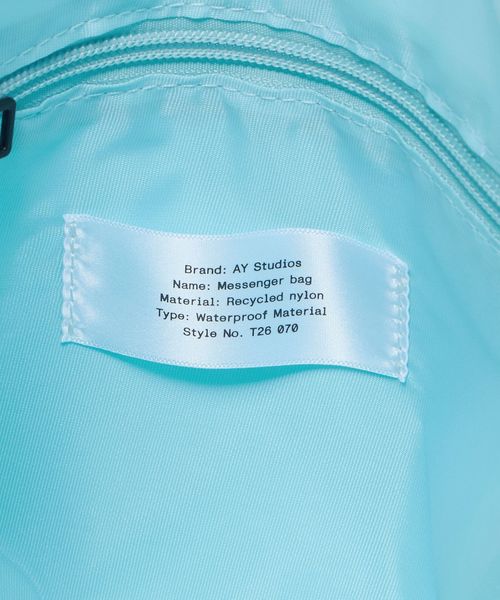 Brand: AY Studios
Name: Messenger bag
Material: Recycled nylon
Type: Waterproof Material
Style No. T26 070